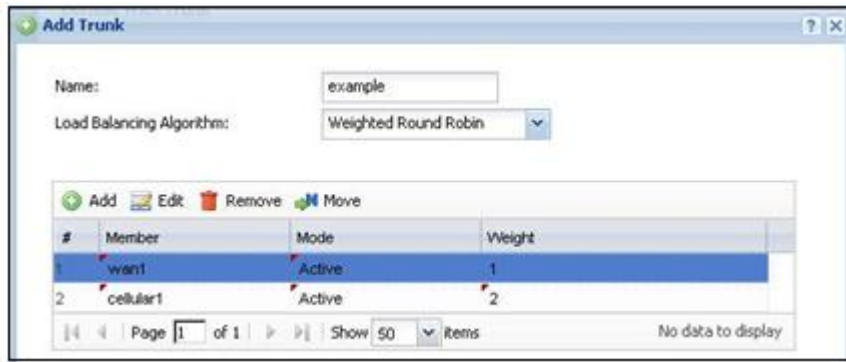 Add Trunk ? X
Name: example
Load Balancing Algorithm: Weighted Round Robin
Add Edit Remove Move
# Member Mode Weight
1 wan1 Active 1
2 cellular1 Active 2
Page 1 of 1 Show 50 items No data to display